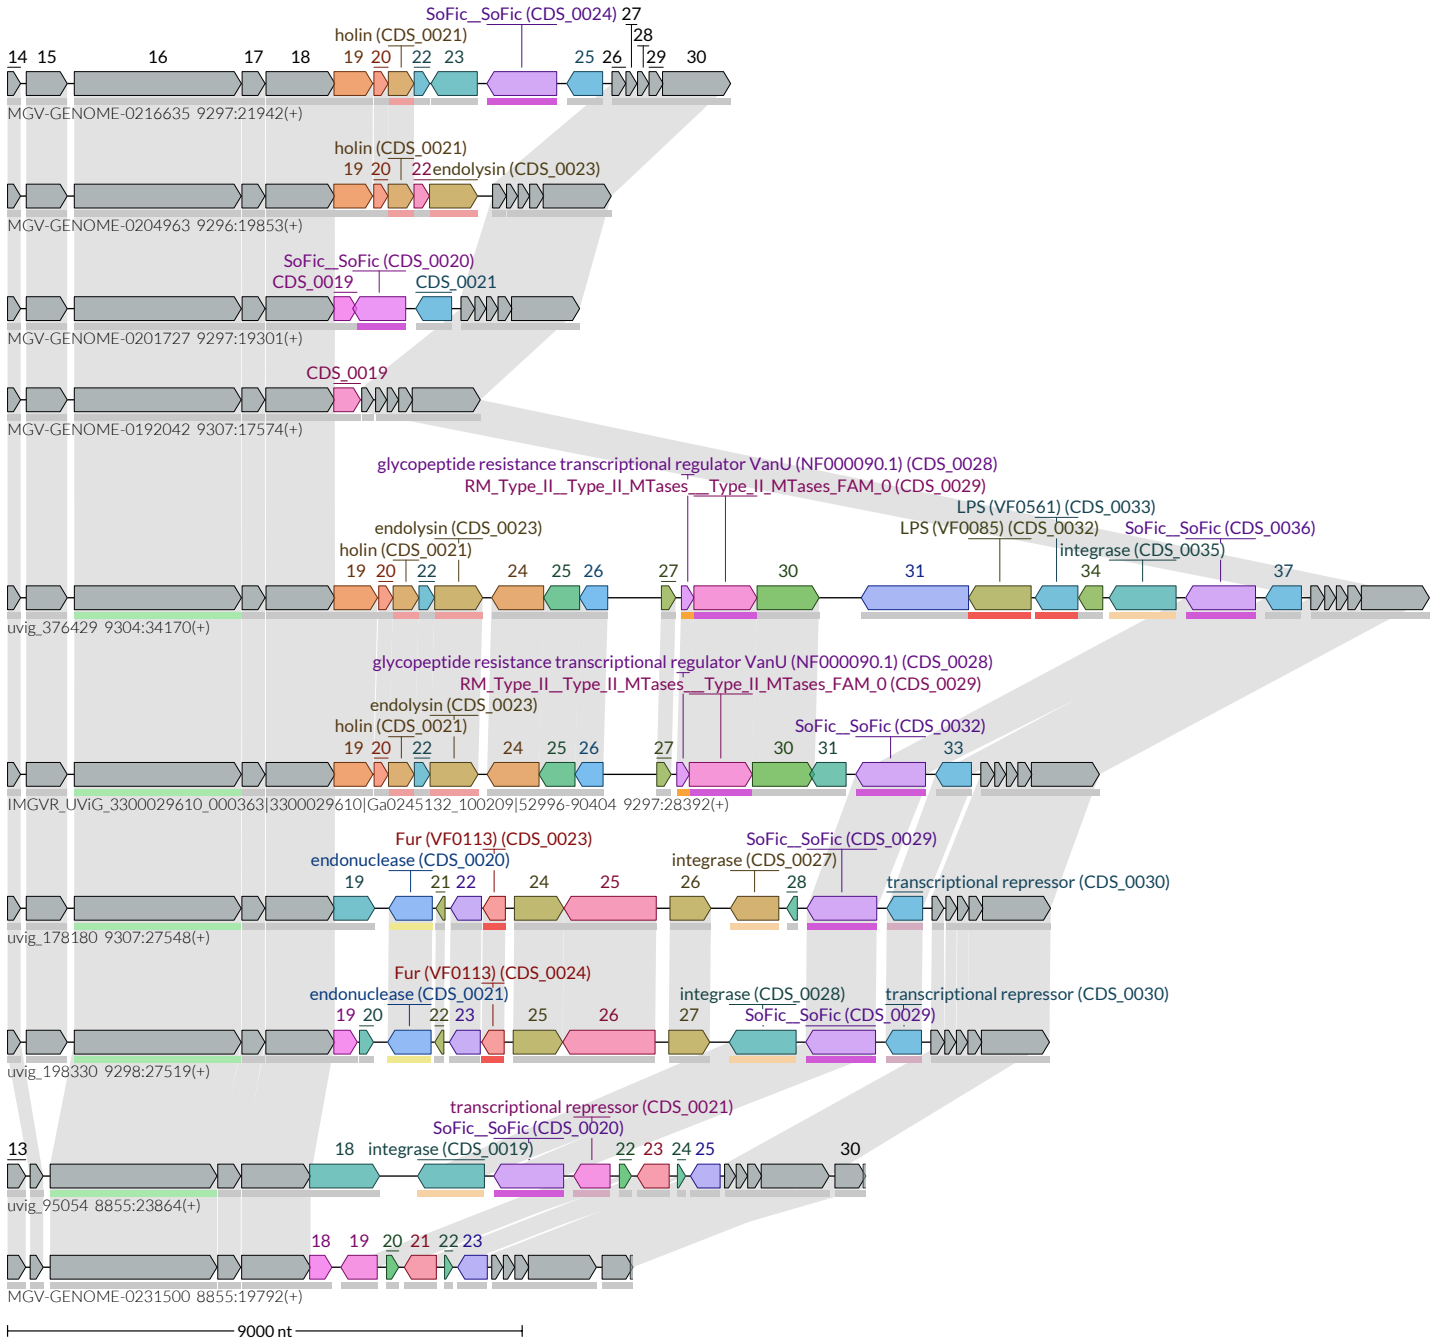 SoFic__SoFic (CDS_0024) 27
holin (CDS_0021) 28
14 15 16 17 18 19 20 22 23 25 26 29 30
MGV-GENOME-0216635 9297:21942(+)
holin (CDS_0021)
19 20 22 endolysin (CDS_0023)
MGV-GENOME-0204963 9296:19853(+)
SoFic__SoFic (CDS_0020)
CDS_0019 CDS_0021
MGV-GENOME-0201727 9297:19301(+)
CDS_0019
MGV-GENOME-0192042 9307:17574(+)
glycopeptide resistance transcriptional regulator VanU (NF000090.1) (CDS_0028)
RM_Type_II__Type_II_MTases___Type_II_MTases_FAM_0 (CDS_0029)
LPS (VF0561) (CDS_0033)
endolysin (CDS_0023) LPS (VF0085) (CDS_0032) SoFic__SoFic (CDS_0036)
holin (CDS_0021) integrase (CDS_0035)
19 20 22 24 25 26 27 30 31 34 37
uvig_376429 9304:34170(+)
glycopeptide resistance transcriptional regulator VanU (NF000090.1) (CDS_0028)
RM_Type_II__Type_II_MTases___Type_II_MTases_FAM_0 (CDS_0029)
endolysin (CDS_0023)
holin (CDS_0021) SoFic__SoFic (CDS_0032)
19 20 22 24 25 26 27 30 31 33
IMGVR_UViG_3300029610_000363|3300029610|Ga0245132_100209|52996-90404 9297:28392(+)
Fur (VF0113) (CDS_0023) SoFic__SoFic (CDS_0029)
endonuclease (CDS_0020) integrase (CDS_0027)
19 21 22 24 25 26 28 transcriptional repressor (CDS_0030)
uvig_178180 9307:27548(+)
Fur (VF0113) (CDS_0024)
endonuclease (CDS_0021) integrase (CDS_0028) transcriptional repressor (CDS_0030)
19 20 22 23 25 26 27 SoFic__SoFic (CDS_0029)
uvig_198330 9298:27519(+)
transcriptional repressor (CDS_0021)
SoFic__SoFic (CDS_0020)
13 18 integrase (CDS_0019) 22 23 24 25 30
uvig_95054 8855:23864(+)
18 19 20 21 22 23
MGV-GENOME-0231500 8855:19792(+)
9000 nt